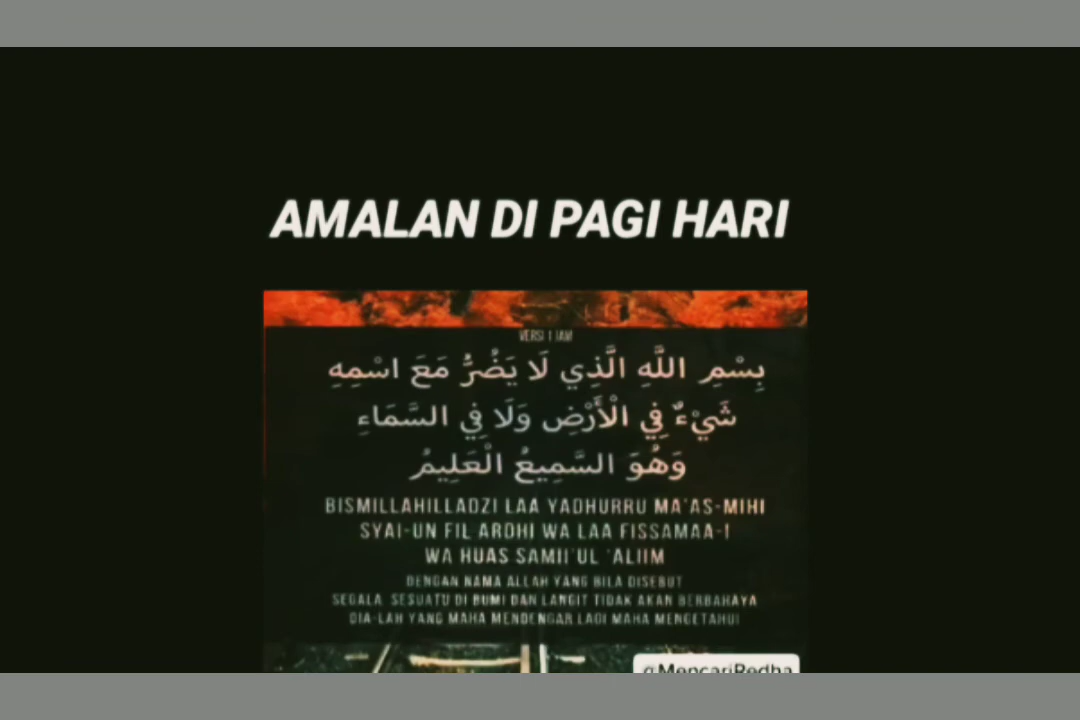 AMALAN DI PAGI HARI
VERSI 1 JAM
بِسْمِ اللَّهِ الَّذِي لَا يَضُرُّ مَعَ اسْمِهِ
شَيْءٌ فِي الْأَرْضِ وَلَا فِي السَّمَاءِ
وَهُوَ السَّمِيعُ الْعَلِيمُ
BISMILLAHILLADZI LAA YADHURRU MA'AS-MIHI
SYAI-UN FIL ARDHI WA LAA FISSAMAA-I
WA HUAS SAMII'UL 'ALIIM
DENGAN NAMA ALLAH YANG BILA DISEBUT
SEGALA SESUATU DI BUMI DAN LANGIT TIDAK AKAN BERBAHAYA
DIA-LAH YANG MAHA MENDENGAR LAGI MAHA MENGETAHUI
@MencariRedha